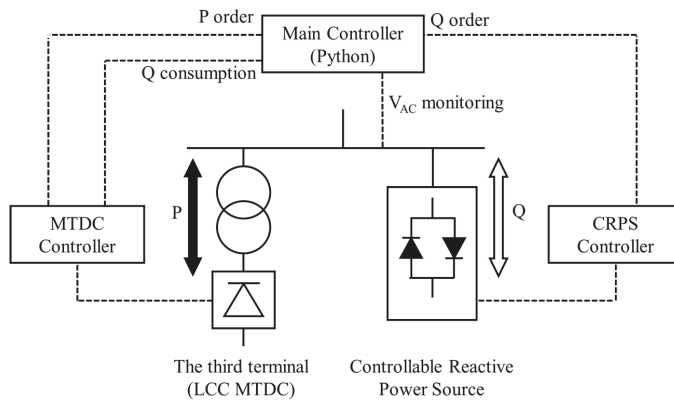 P order
Main Controller
(Python)
Q order
Q consumption
V_AC monitoring
P
Q
MTDC
Controller
CRPS
Controller
The third terminal
(LCC MTDC)
Controllable Reactive
Power Source